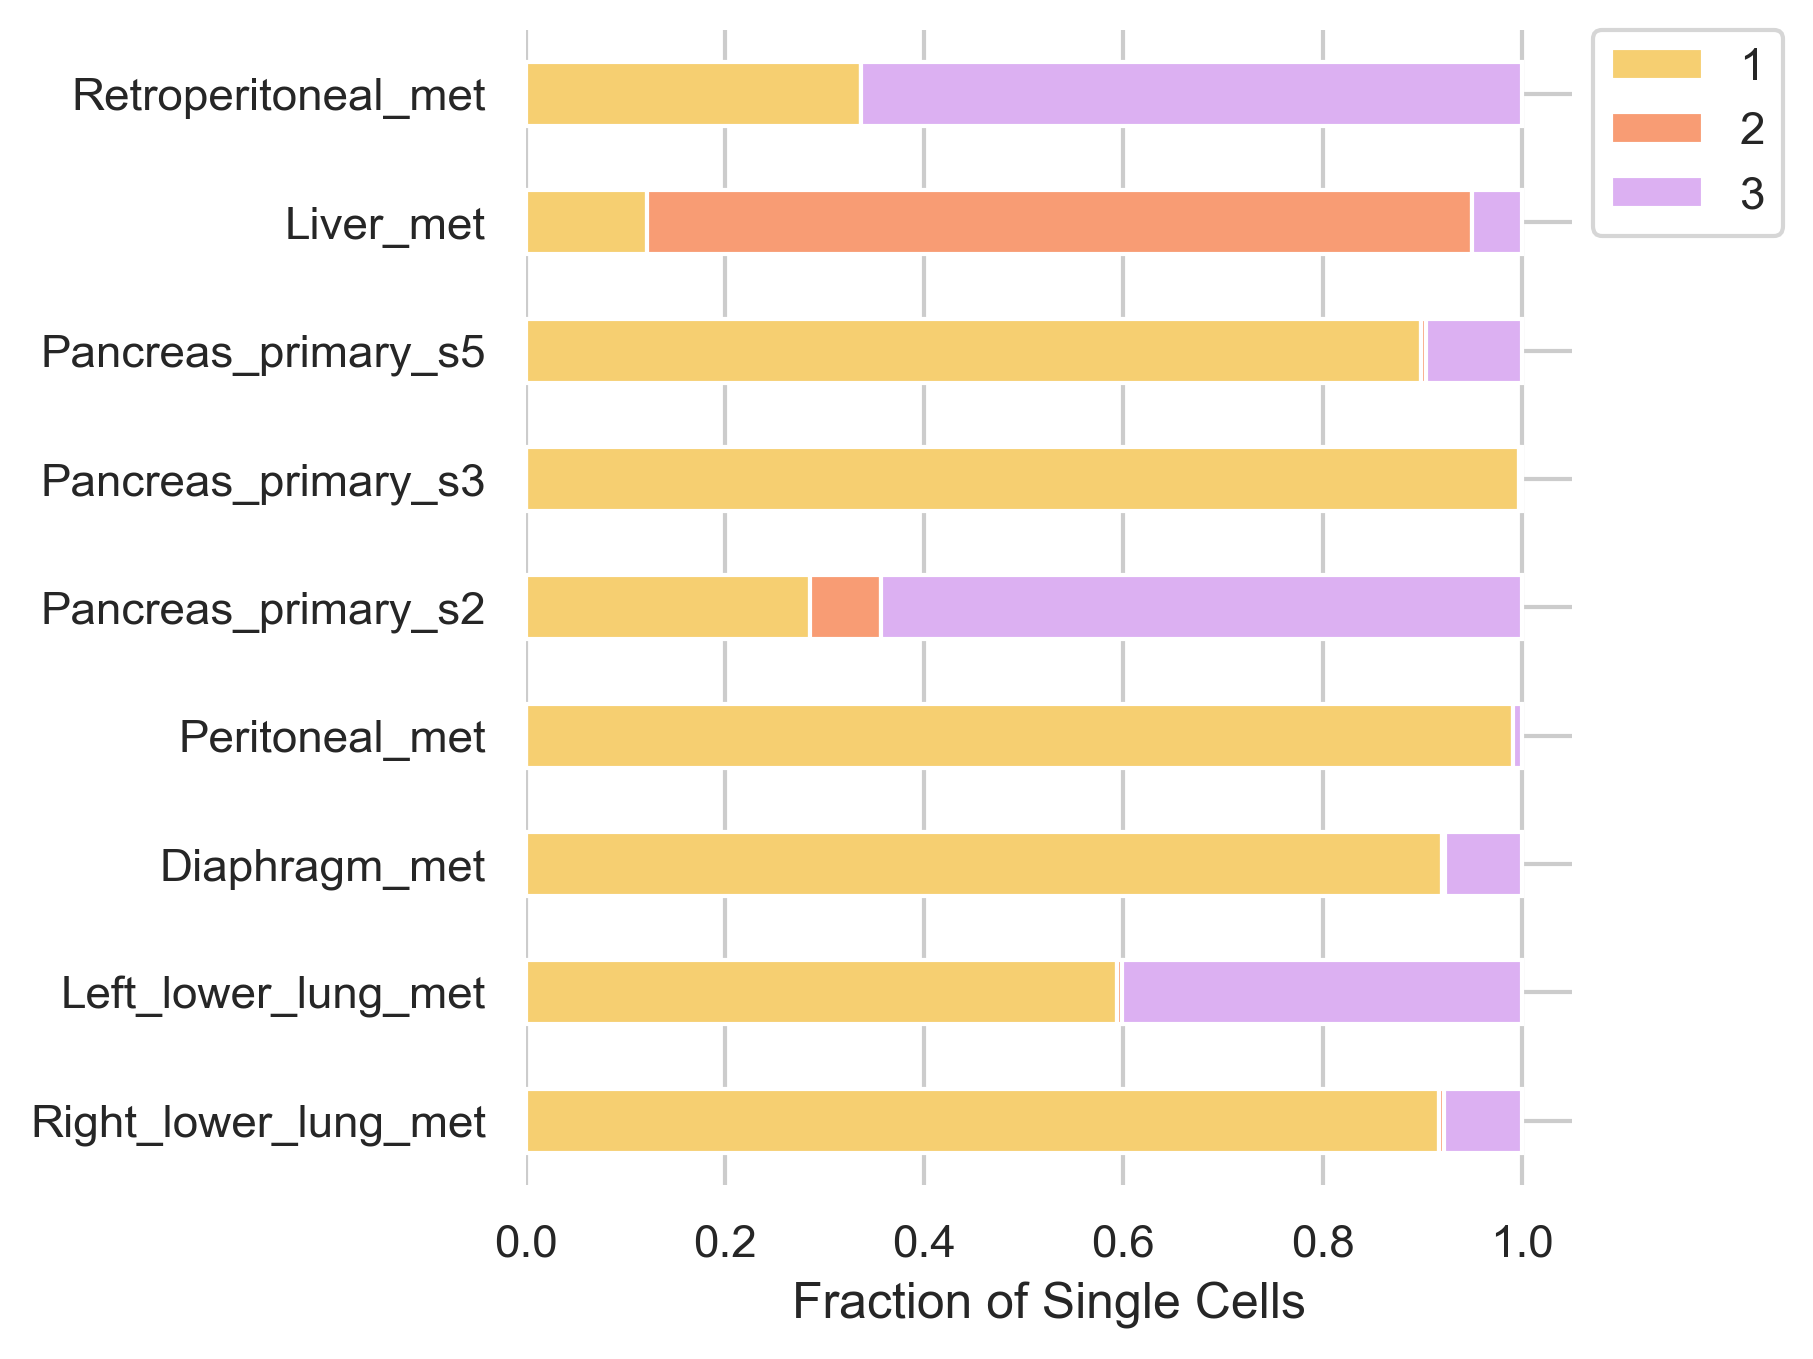 Retroperitoneal_met
Liver_met
Pancreas_primary_s5
Pancreas_primary_s3
Pancreas_primary_s2
Peritoneal_met
Diaphragm_met
Left_lower_lung_met
Right_lower_lung_met
0.0 0.2 0.4 0.6 0.8 1.0
Fraction of Single Cells
1
2
3